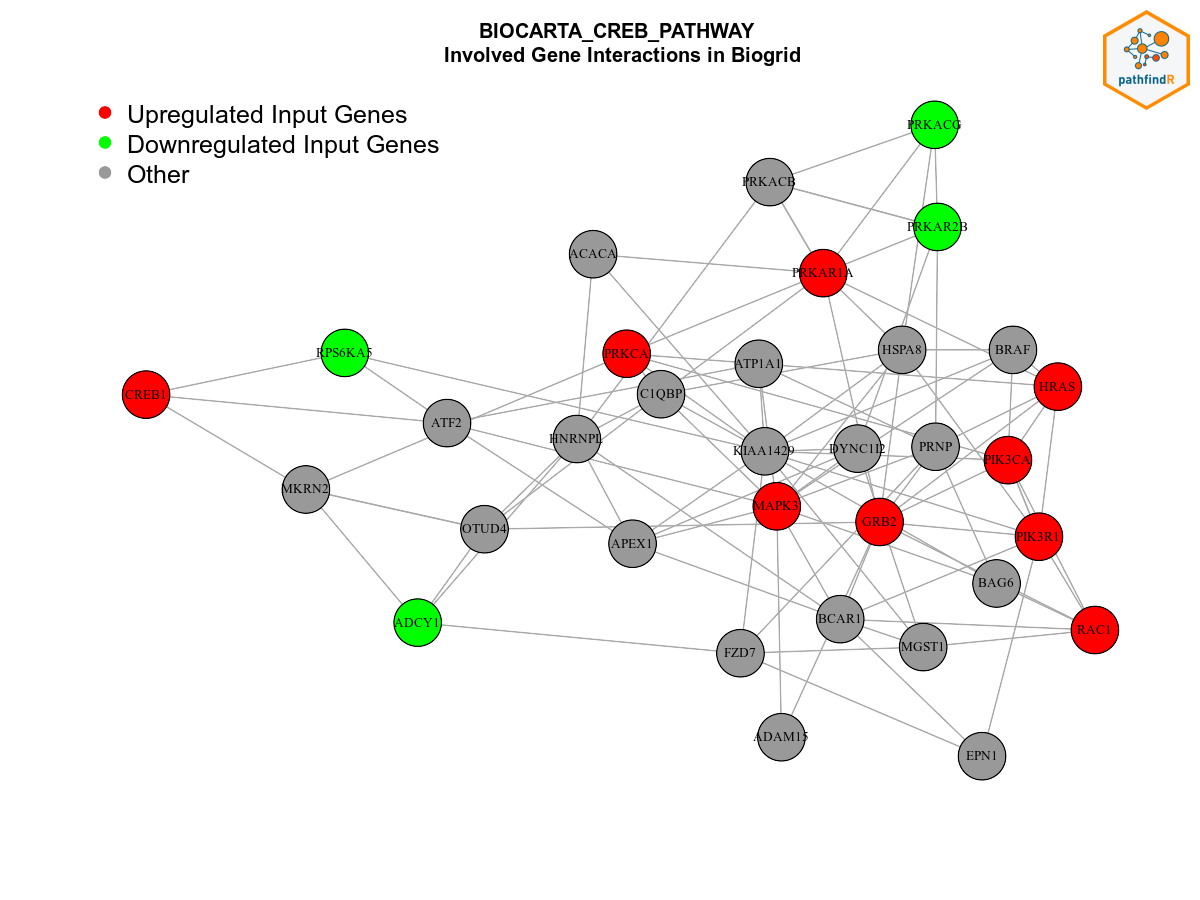 BIOCARTA_CREB_PATHWAY
Involved Gene Interactions in Biogrid
pathfindR
Upregulated Input Genes
Downregulated Input Genes
Other
PRKACG
PRKACB
PRKAR2B
ACACA
PRKAR1A
RPS6KA5
PRKCA
ATP1A1
HSPA8
BRAF
CREB1
C1QBP
HRAS
ATF2
HNRNPL
KIAA1429
DYNC1I2
PRNP
PIK3CA
MKRN2
MAPK3
OTUD4
APEX1
GRB2
PIK3R1
BAG6
ADCY1
BCAR1
RAC1
FZD7
MGST1
ADAM15
EPN1